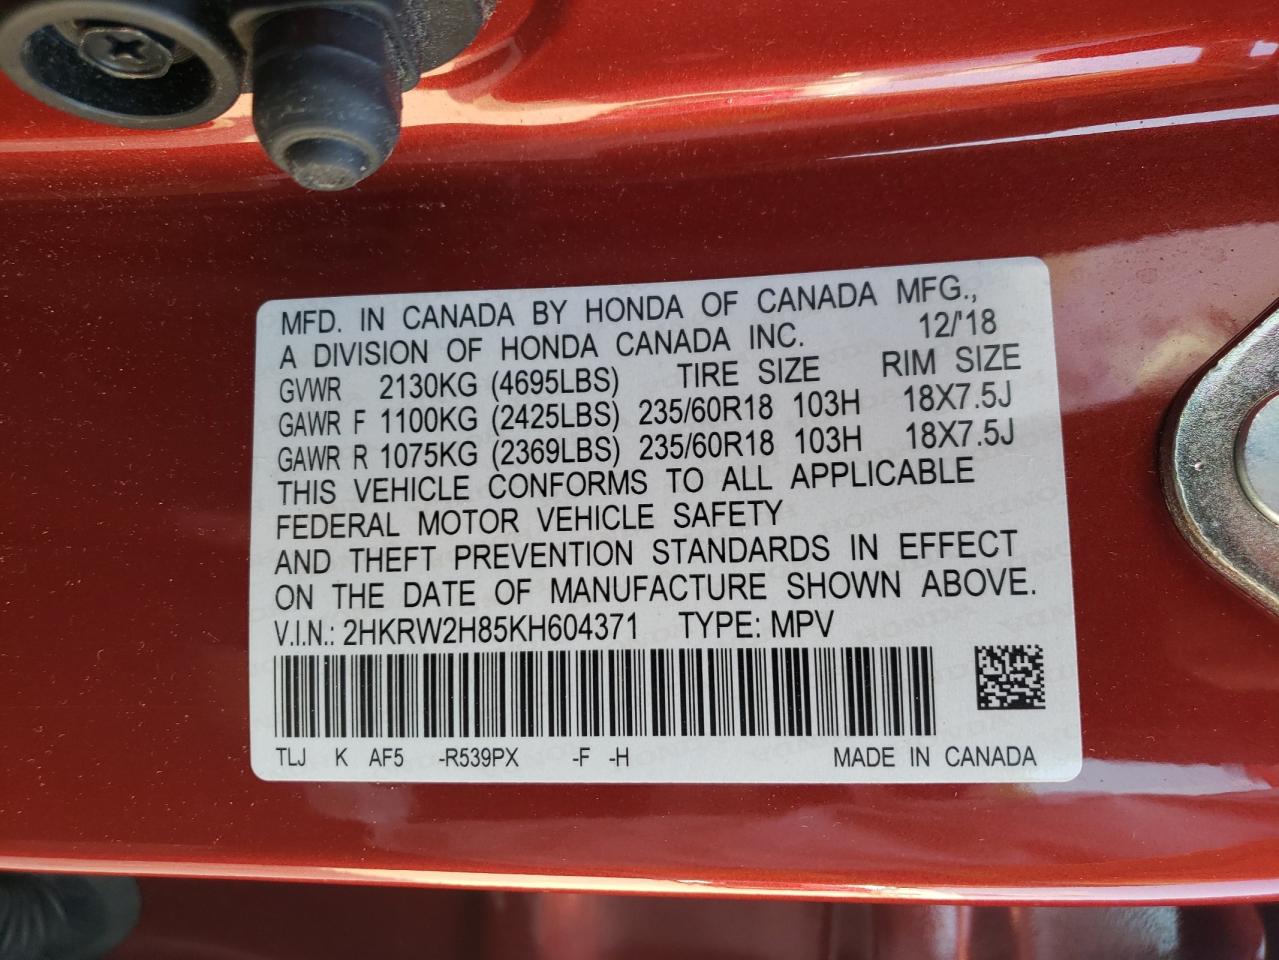 MFD. IN CANADA BY HONDA OF CANADA MFG.,
A DIVISION OF HONDA CANADA INC. 12/'18
GVWR 2130KG (4695LBS) TIRE SIZE RIM SIZE
GAWR F 1100KG (2425LBS) 235/60R18 103H 18X7.5J
GAWR R 1075KG (2369LBS) 235/60R18 103H 18X7.5J
THIS VEHICLE CONFORMS TO ALL APPLICABLE
FEDERAL MOTOR VEHICLE SAFETY
AND THEFT PREVENTION STANDARDS IN EFFECT
ON THE DATE OF MANUFACTURE SHOWN ABOVE.
V.I.N.: 2HKRW2H85KH604371 TYPE: MPV
TLJ K AF5 -R539PX -F -H MADE IN CANADA